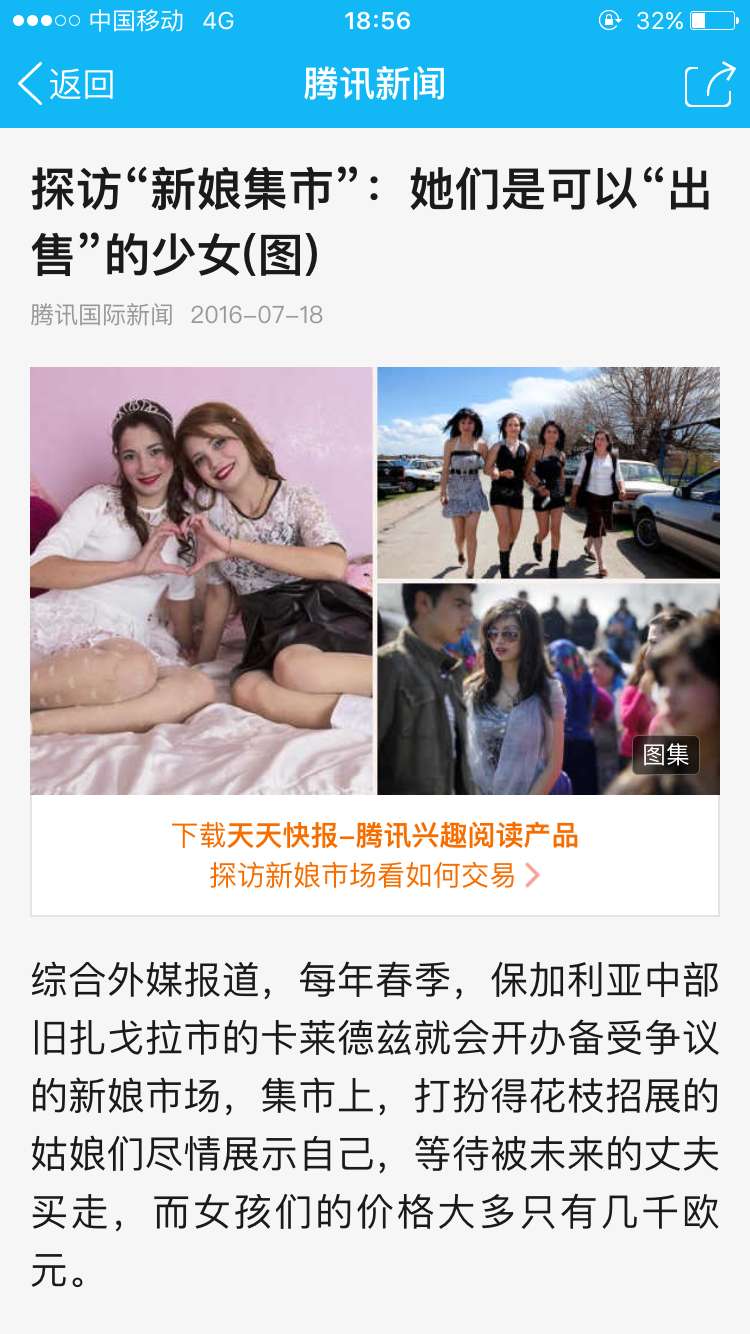 中国移动 4G 18:56 32%
返回 腾讯新闻
探访“新娘集市”：她们是可以“出
售”的少女(图)
腾讯国际新闻 2016-07-18
图集
下载天天快报-腾讯兴趣阅读产品
探访新娘市场看如何交易
综合外媒报道，每年春季，保加利亚中部
旧扎戈拉市的卡莱德兹就会开办备受争议
的新娘市场，集市上，打扮得花枝招展的
姑娘们尽情展示自己，等待被未来的丈夫
买走，而女孩们的价格大多只有几千欧
元。